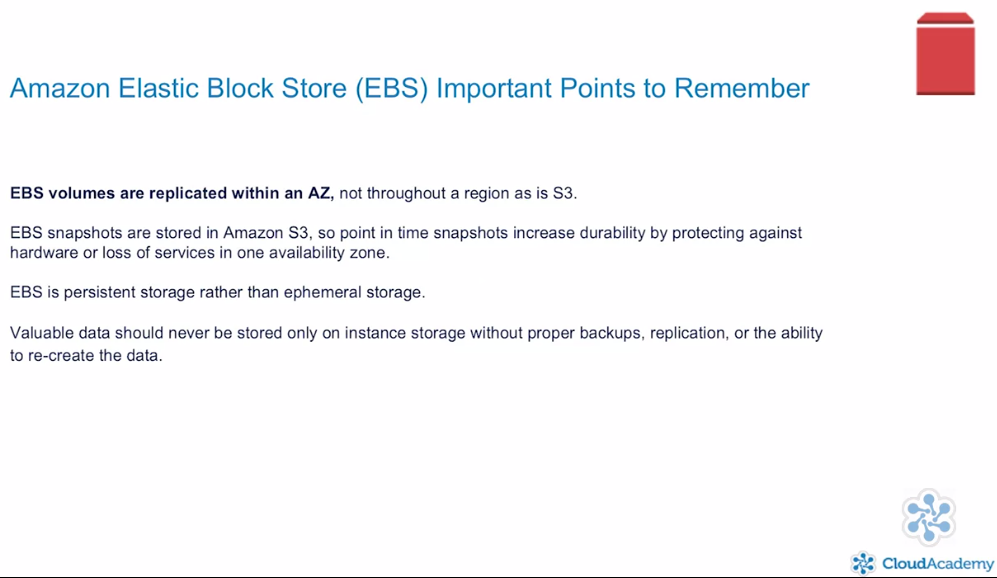 Amazon Elastic Block Store (EBS) Important Points to Remember
EBS volumes are replicated within an AZ, not throughout a region as is S3.
EBS snapshots are stored in Amazon S3, so point in time snapshots increase durability by protecting against
hardware or loss of services in one availability zone.
EBS is persistent storage rather than ephemeral storage.
Valuable data should never be stored only on instance storage without proper backups, replication, or the ability
to re-create the data.
CloudAcademy